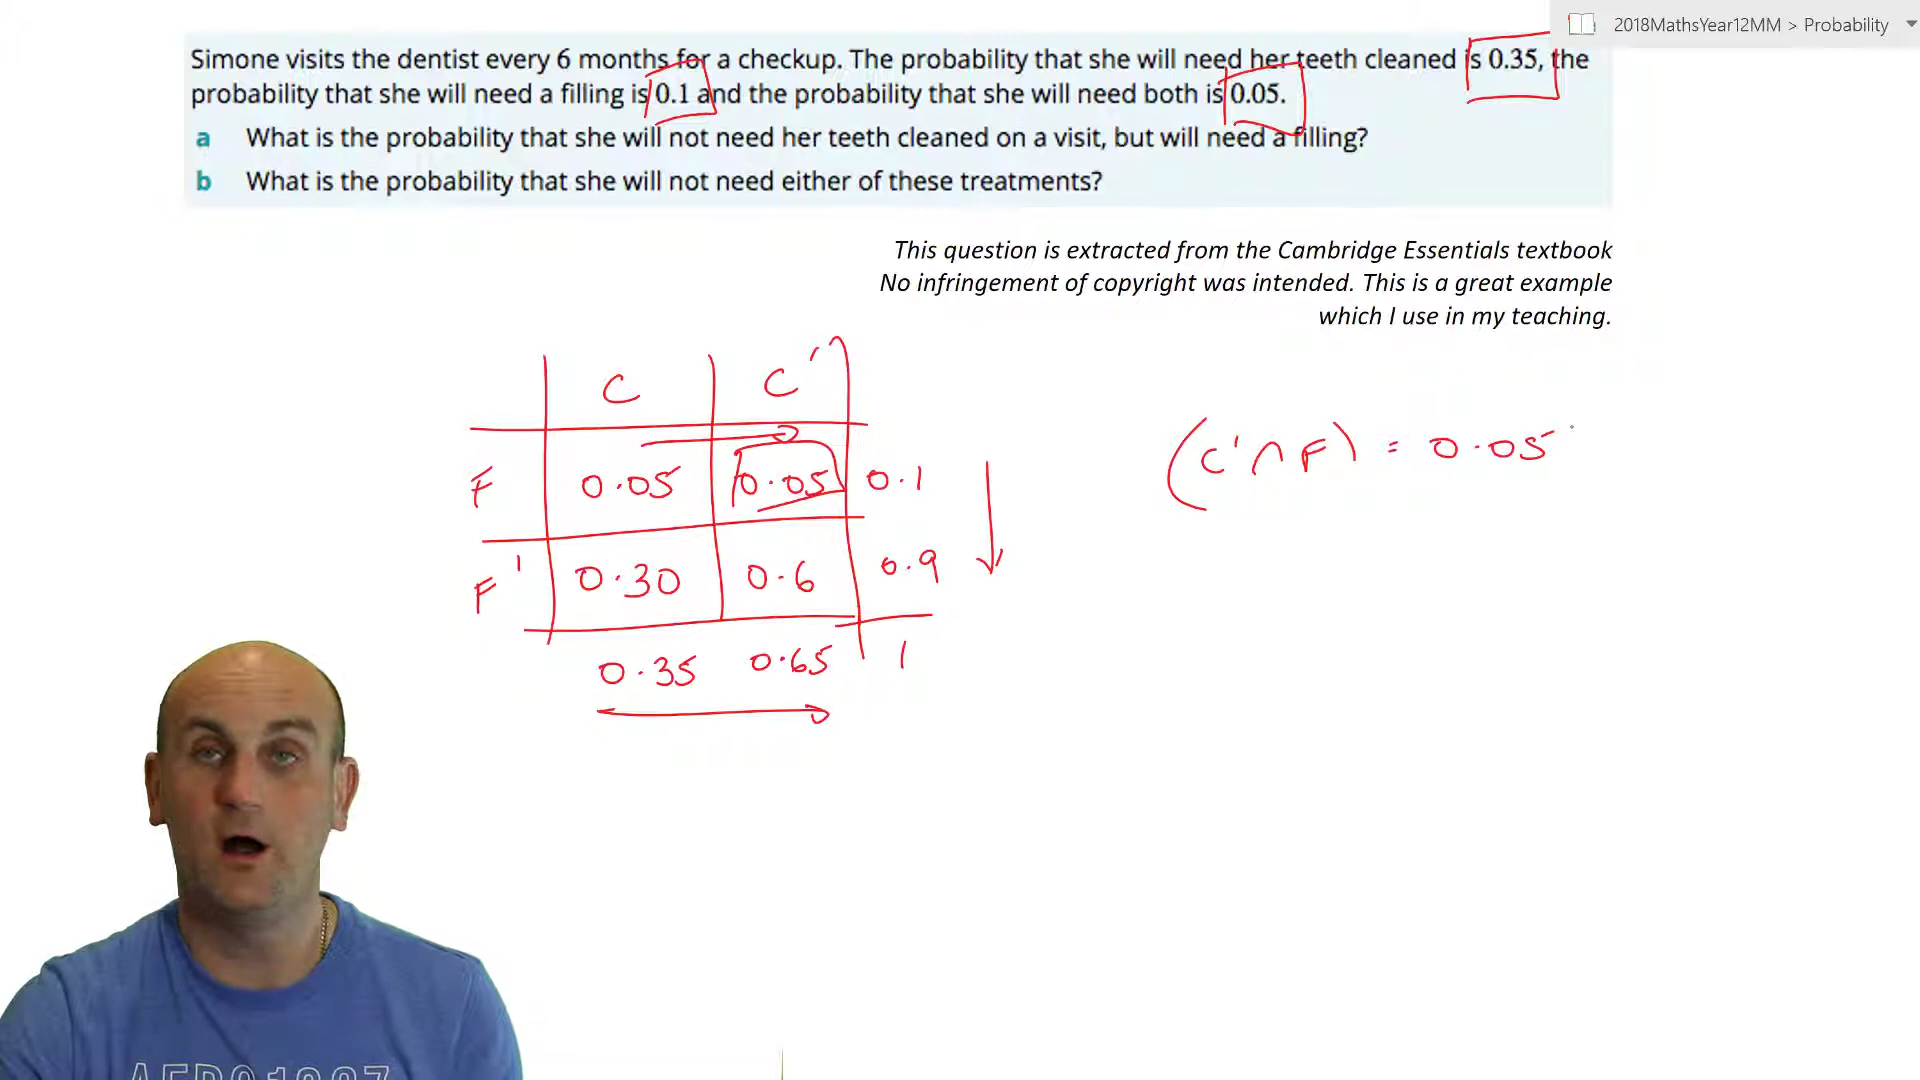 2018MathsYear12MM > Probability
Simone visits the dentist every 6 months for a checkup. The probability that she will need her teeth cleaned is 0.35, the
probability that she will need a filling is 0.1 and the probability that she will need both is 0.05.
a What is the probability that she will not need her teeth cleaned on a visit, but will need a filling?
b What is the probability that she will not need either of these treatments?
This question is extracted from the Cambridge Essentials textbook
No infringement of copyright was intended. This is a great example
which I use in my teaching.
C C'
F 0.05 0.05 0.1
F' 0.30 0.6 0.9
0.35 0.65 1
(C'∩F) = 0.05